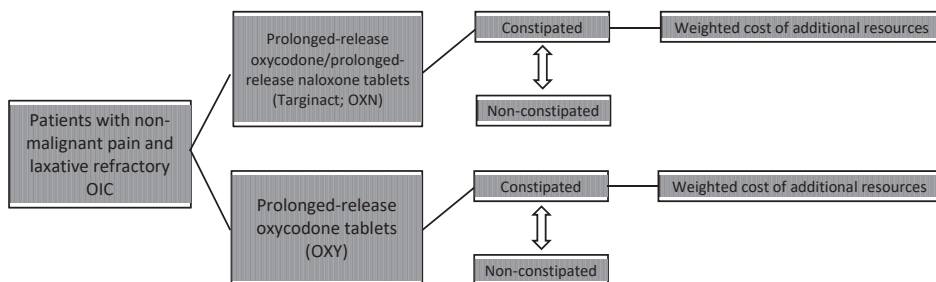 Patients with non-
malignant pain and
laxative refractory
OIC
Prolonged-release
oxycodone/prolonged-
release naloxone tablets
(Targinact; OXN)
Constipated
Weighted cost of additional resources
Non-constipated
Prolonged-release
oxycodone tablets
(OXY)
Constipated
Weighted cost of additional resources
Non-constipated